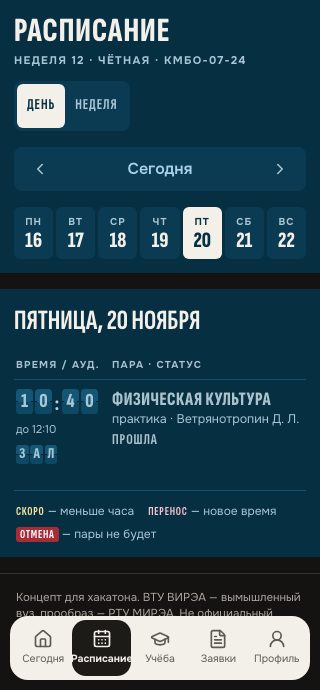 РАСПИСАНИЕ
НЕДЕЛЯ 12 · ЧЁТНАЯ · КМБО-07-24
ДЕНЬ НЕДЕЛЯ
Сегодня
ПН ВТ СР ЧТ ПТ СБ ВС
16 17 18 19 20 21 22
ПЯТНИЦА, 20 НОЯБРЯ
ВРЕМЯ / АУД. ПАРА · СТАТУС
10:40 ФИЗИЧЕСКАЯ КУЛЬТУРА
практика · Ветрянотропин Д. Л.
до 12:10
ПРОШЛА
ЗАЛ
СКОРО — меньше часа ПЕРЕНОС — новое время
ОТМЕНА — пары не будет
Концепт для хакатона. ВТУ ВИРЭА — вымышленный
вуз, прообраз — РТУ МИРЭА. Не официальный
Сегодня Расписание Учёба Заявки Профиль